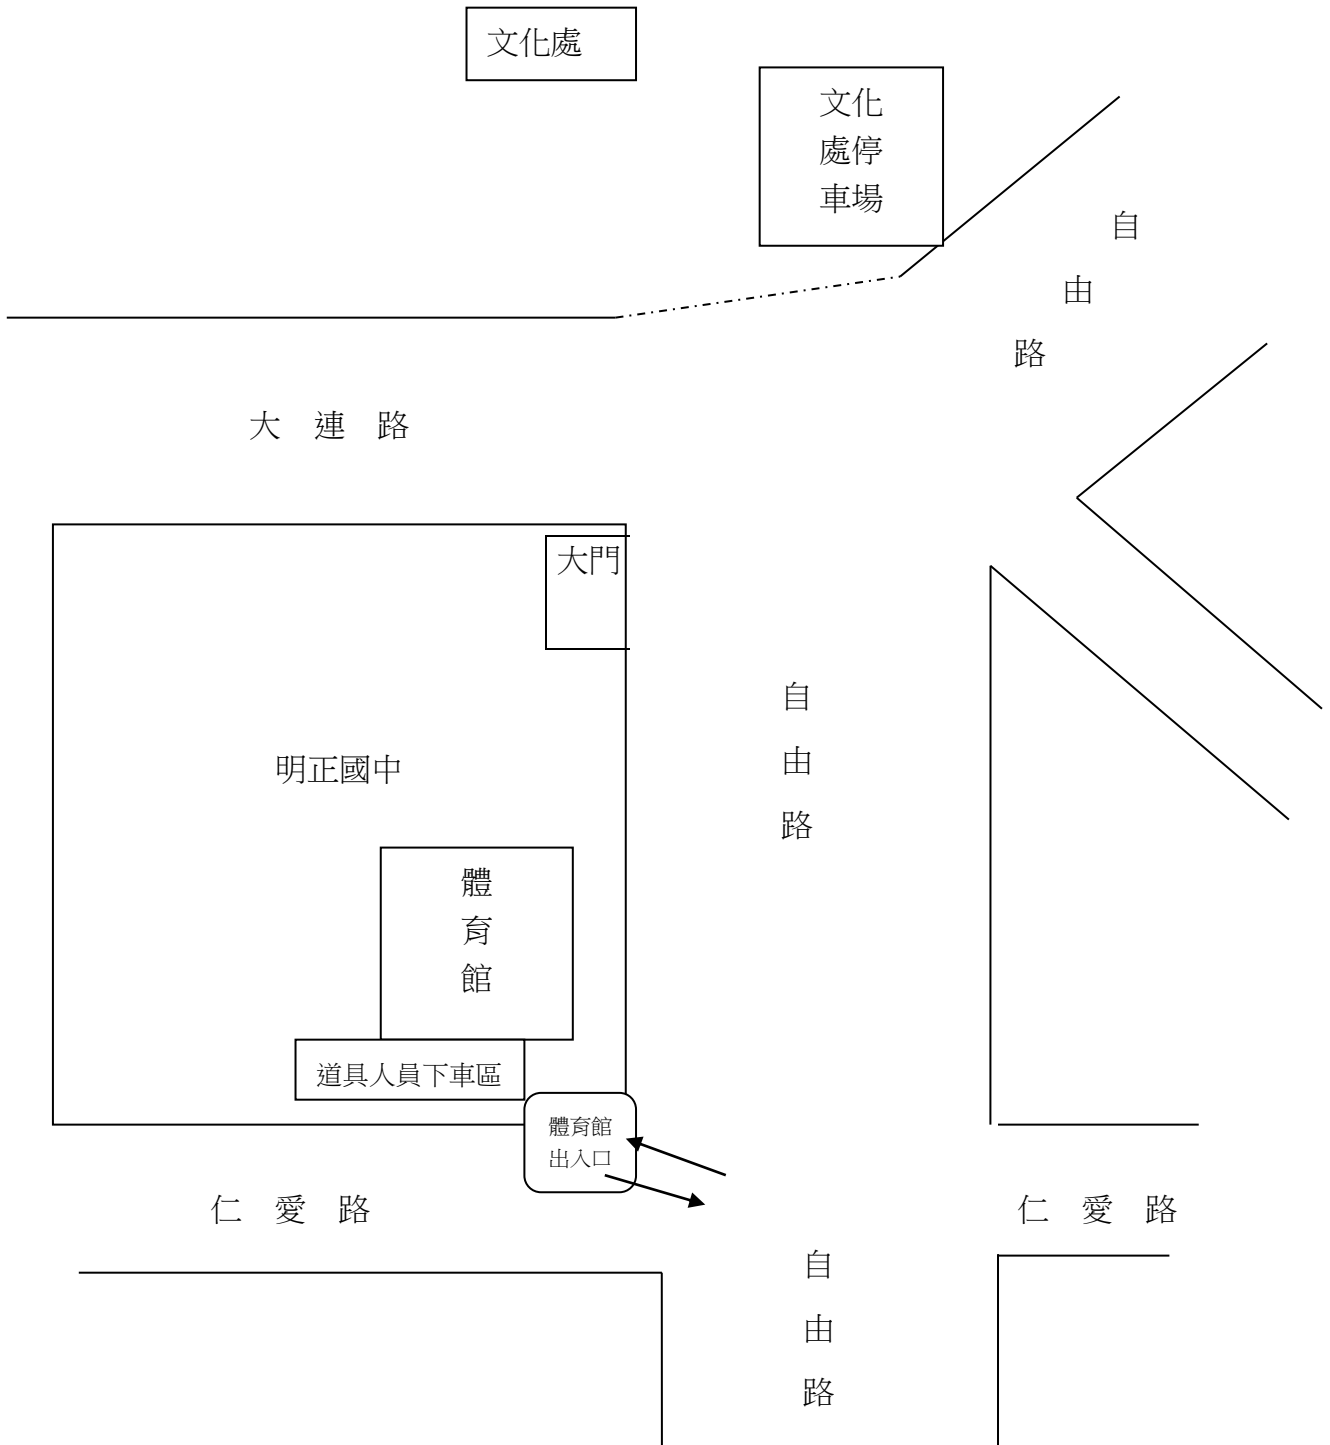 文化處
文化
處停
車場
自
由
路
大 連 路
大門
自
由
路
明正國中
體
育
館
道具人員下車區
體育館
出入口
仁 愛 路
仁 愛 路
自
由
路